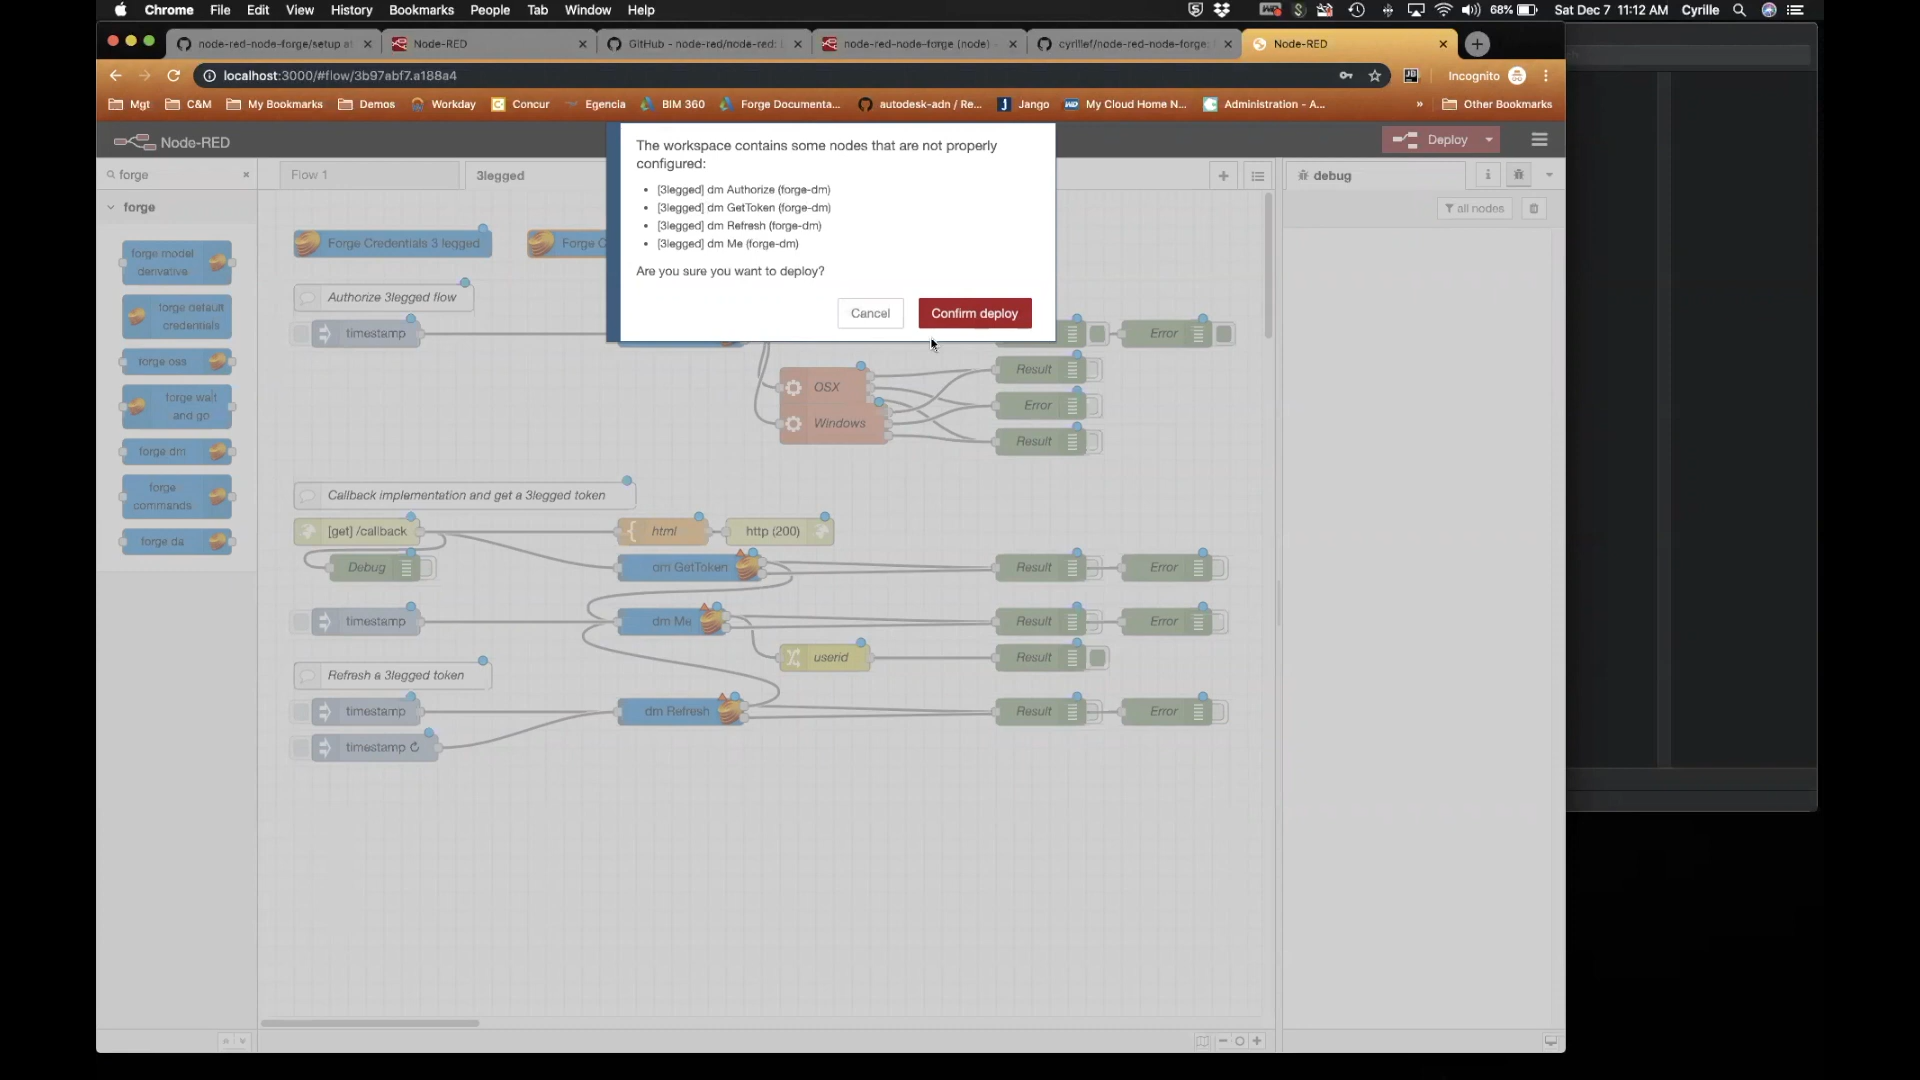 Chrome File Edit View History Bookmarks People Tab Window Help
68% Sat Dec 7 11:12 AM Cyrille
node-red-node-forge/setup at
Node-RED
GitHub - node-red/node-red: L
node-red-node-forge (node) -
cyrillef/node-red-node-forge:
Node-RED
localhost:3000/#flow/3b97abf7.a188a4
Incognito
Mgt C&M My Bookmarks Demos Workday Concur Egencia BIM 360 Forge Documenta... autodesk-adn / Re... Jango My Cloud Home N... Administration - A... » Other Bookmarks
Node-RED
Deploy
forge
Flow 1
3legged
debug
all nodes
forge
forge model
derivative
forge default
credentials
forge oss
forge wait
and go
forge dm
forge
commands
forge da
The workspace contains some nodes that are not properly
configured:
• [3legged] dm Authorize (forge-dm)
• [3legged] dm GetToken (forge-dm)
• [3legged] dm Refresh (forge-dm)
• [3legged] dm Me (forge-dm)
Are you sure you want to deploy?
Cancel
Confirm deploy
Forge Credentials 3 legged
Forge C
Authorize 3legged flow
timestamp
Error
OSX
Result
Error
Windows
Result
Callback implementation and get a 3legged token
[get] /callback
html
http (200)
Debug
dm GetToken
Result
Error
timestamp
dm Me
Result
Error
userid
Result
Refresh a 3legged token
timestamp
dm Refresh
Result
Error
timestamp ↻